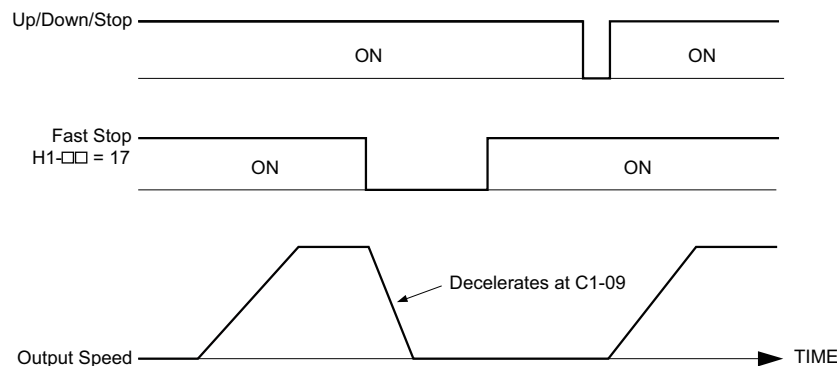 Up/Down/Stop
ON
ON
Fast Stop
H1-□□ = 17
ON
ON
Decelerates at C1-09
Output Speed
TIME